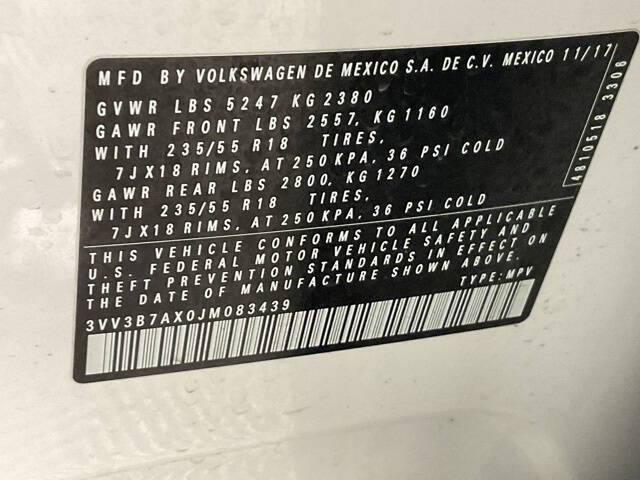 MFD BY VOLKSWAGEN DE MEXICO S.A. DE C.V. MEXICO 11/17
GVWR LBS 5247 KG 2380
GAWR FRONT LBS 2557, KG 1160
WITH 235/55 R18 TIRES,
7JX18 RIMS, AT 250 KPA, 36 PSI COLD
GAWR REAR LBS 2800, KG 1270
WITH 235/55 R18 TIRES,
7JX18 RIMS, AT 250 KPA, 36 PSI COLD
THIS VEHICLE CONFORMS TO ALL APPLICABLE
U.S. FEDERAL MOTOR VEHICLE SAFETY AND
THEFT PREVENTION STANDARDS IN EFFECT ON
THE DATE OF MANUFACTURE SHOWN ABOVE.
3VV3B7AX0JM083439 TYPE: MPV
4810518 3308